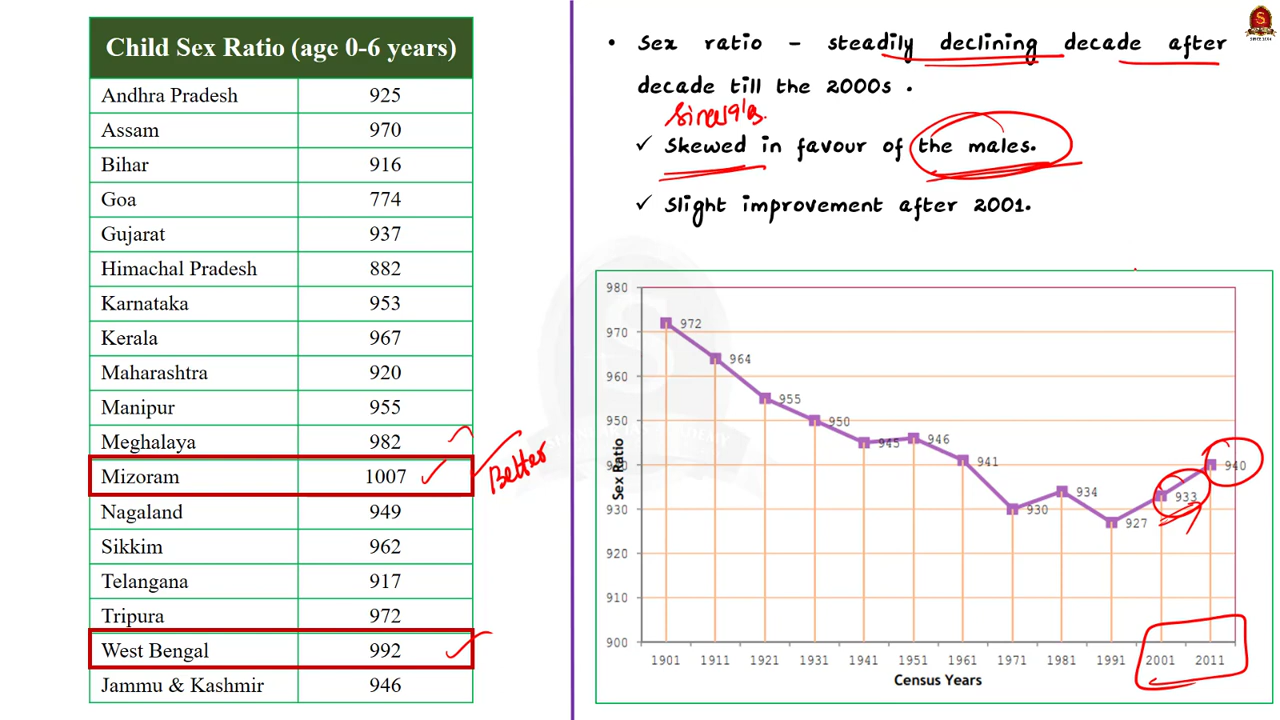 Child Sex Ratio (age 0-6 years)
Andhra Pradesh 925
Assam 970
Bihar 916
Goa 774
Gujarat 937
Himachal Pradesh 882
Karnataka 953
Kerala 967
Maharashtra 920
Manipur 955
Meghalaya 982
Mizoram 1007
Nagaland 949
Sikkim 962
Telangana 917
Tripura 972
West Bengal 992
Jammu & Kashmir 946
Better
• Sex ratio – steadily declining decade after
decade till the 2000s .
✓ Skewed in favour of the males.
✓ Slight improvement after 2001.
980
970
960
950
940
930
920
910
900
Sex Ratio
972
964
955
950
945
946
941
930
934
927
933
940
1901 1911 1921 1931 1941 1951 1961 1971 1981 1991 2001 2011
Census Years